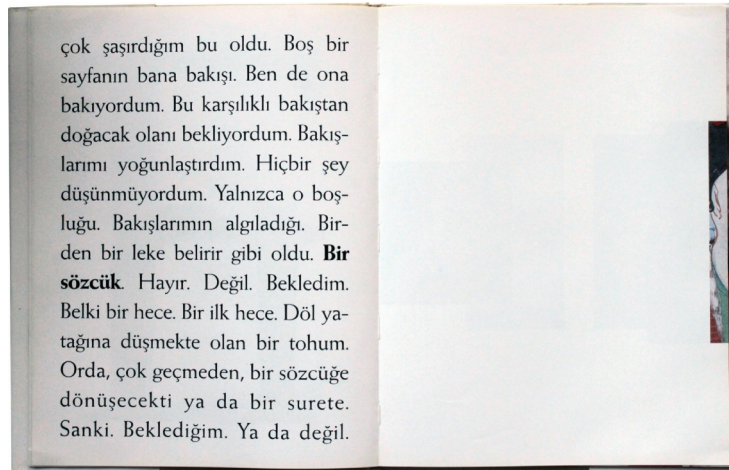 çok şaşırdığım bu oldu. Boş bir
sayfanın bana bakışı. Ben de ona
bakıyordum. Bu karşılıklı bakıştan
doğacak olanı bekliyordum. Bakış-
larımı yoğunlaştırdım. Hiçbir şey
düşünmüyordum. Yalnızca o boş-
luğu. Bakışlarımın algıladığı. Bir-
den bir leke belirir gibi oldu. Bir
sözcük. Hayır. Değil. Bekledim.
Belki bir hece. Bir ilk hece. Döl ya-
tağına düşmekte olan bir tohum.
Orda, çok geçmeden, bir sözcüğe
dönüşecekti ya da bir surete.
Sanki. Beklediğim. Ya da değil.